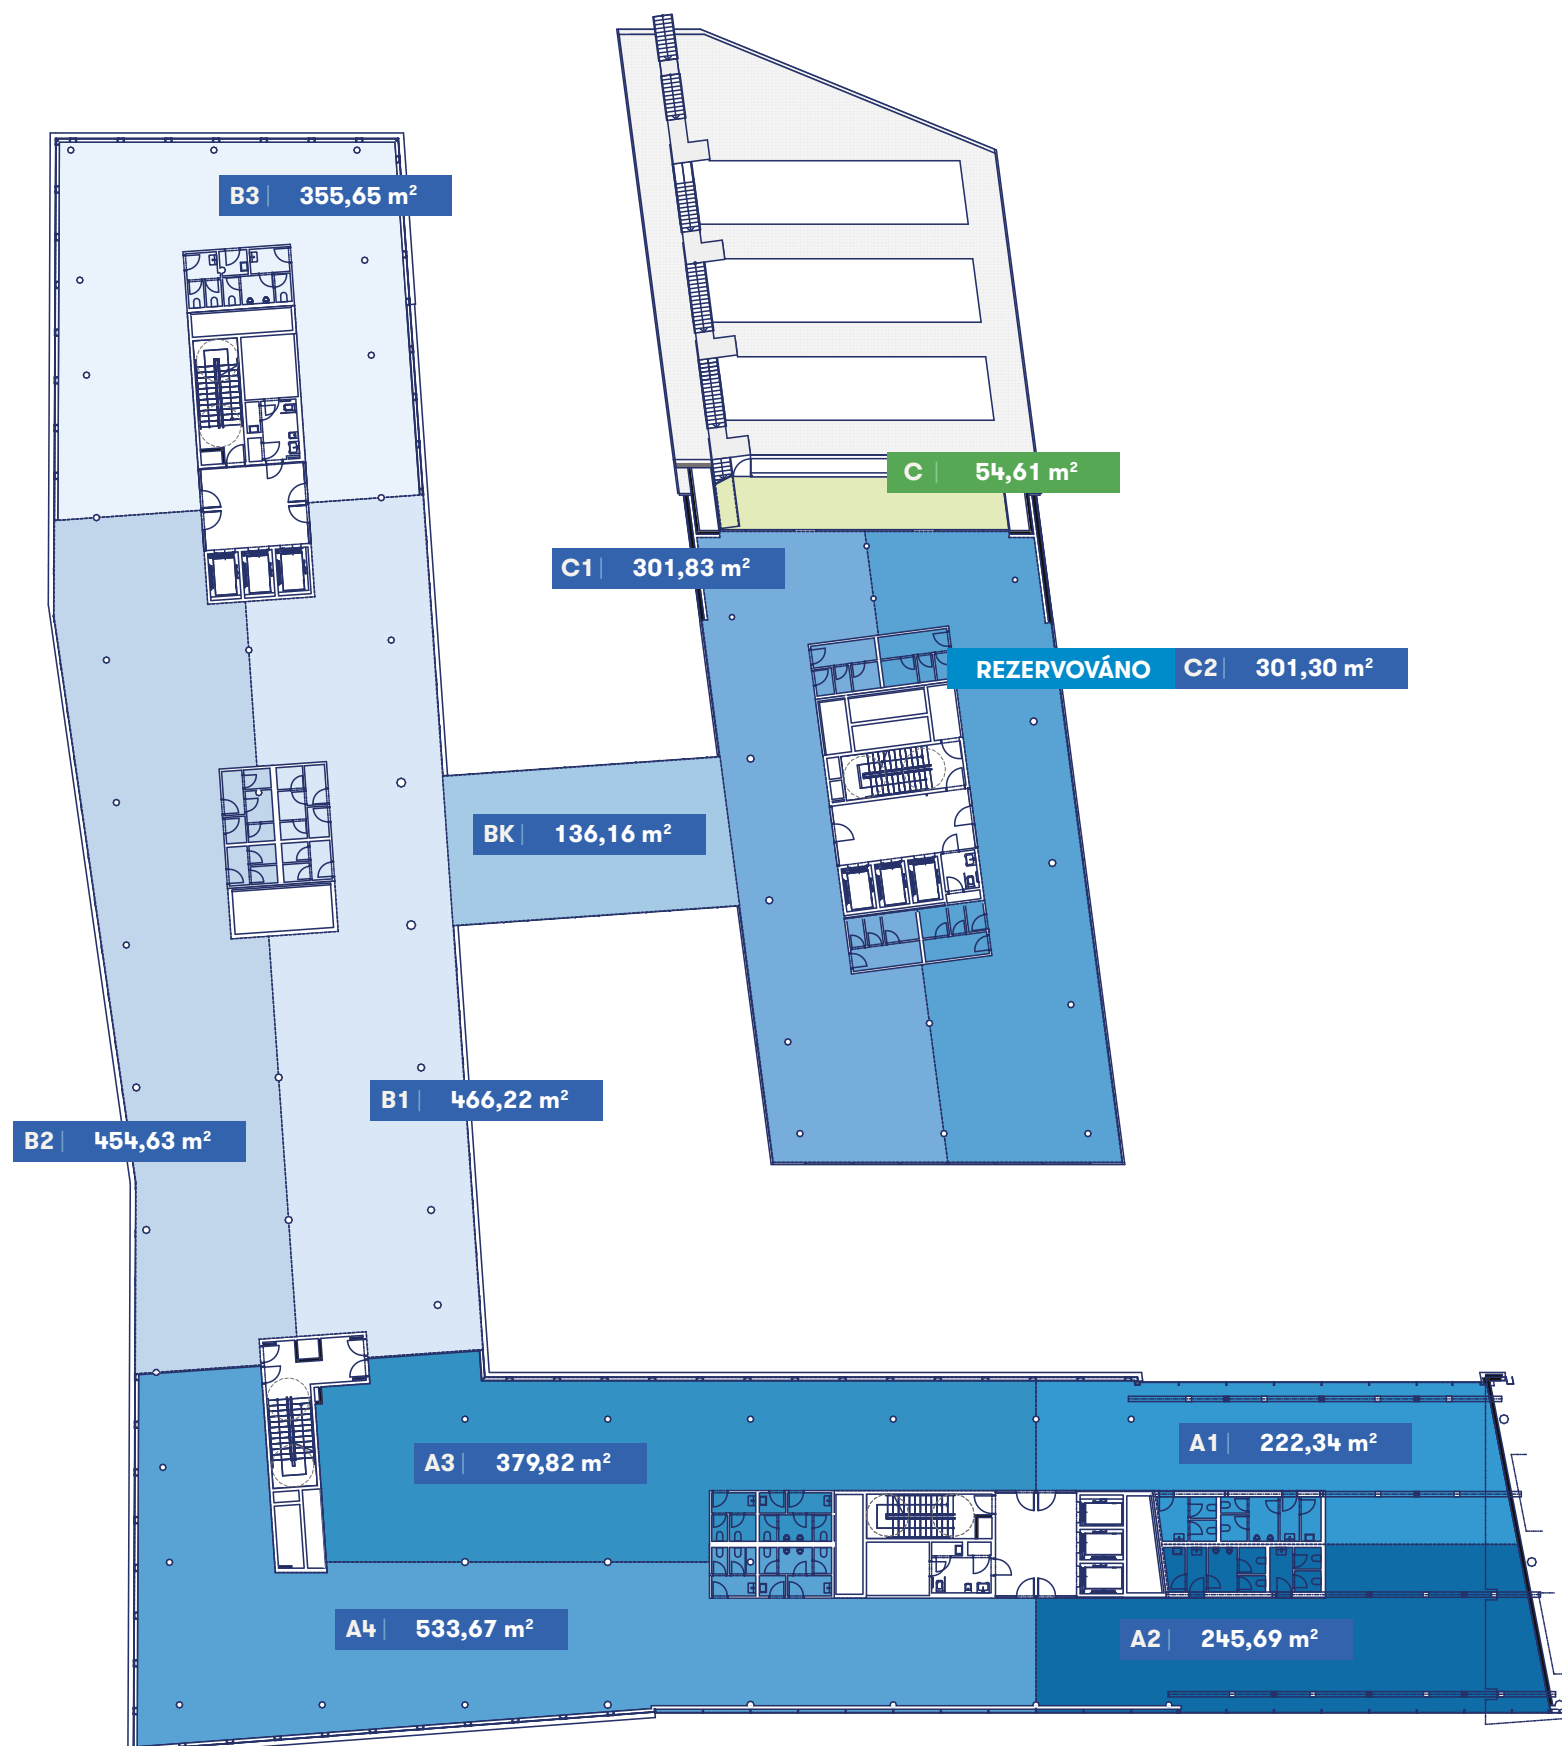 B3 | 355,65 m²
C | 54,61 m²
C1 | 301,83 m²
REZERVOVÁNO C2 | 301,30 m²
BK | 136,16 m²
B1 | 466,22 m²
B2 | 454,63 m²
A1 | 222,34 m²
A3 | 379,82 m²
A4 | 533,67 m²
A2 | 245,69 m²